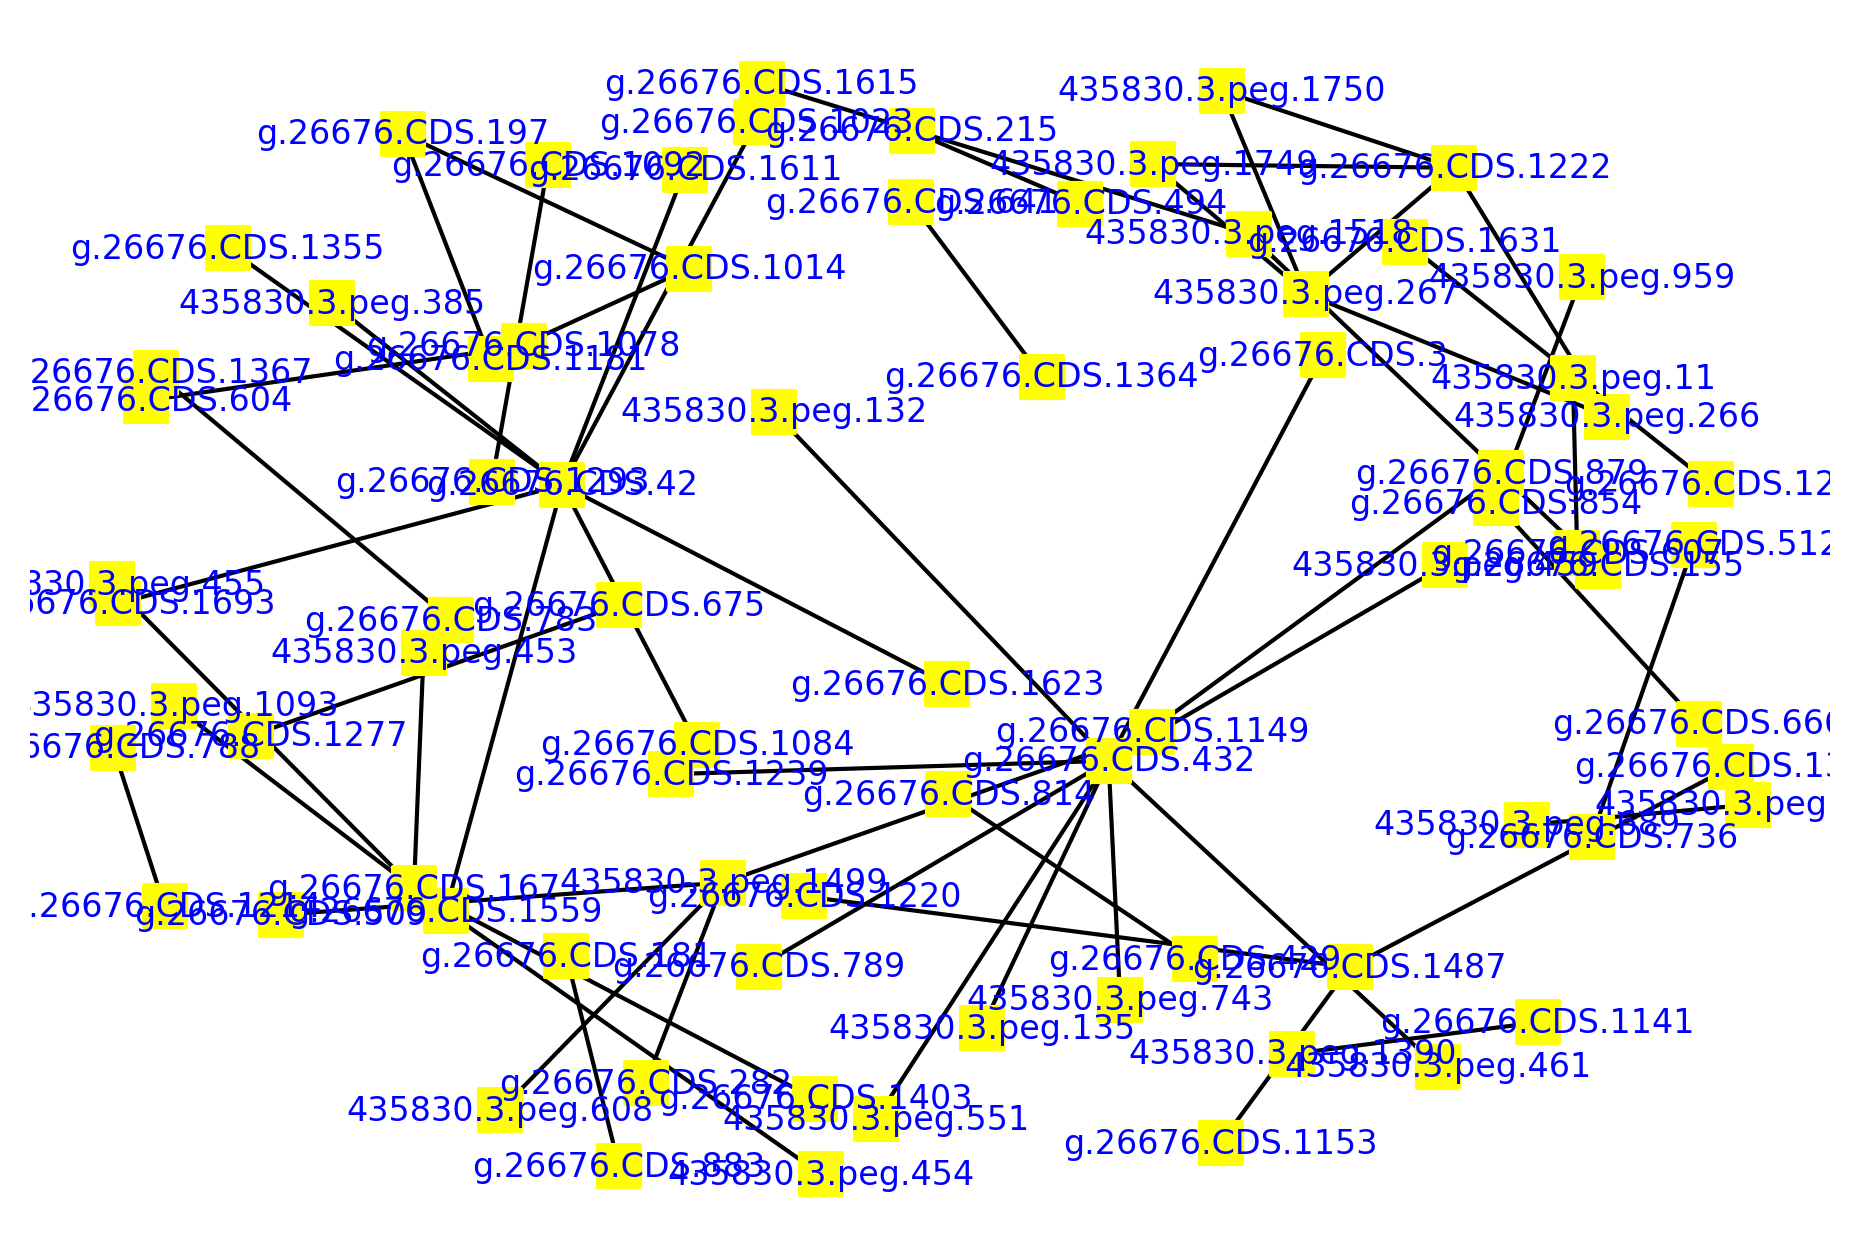 g.26676.CDS.1615
435830.3.peg.1750
g.26676.CDS.1023
g.26676.CDS.215
g.26676.CDS.197
g.26676.CDS.1092
g.26676.CDS.1611
435830.3.peg.1749
g.26676.CDS.1222
g.26676.CDS.641
g.26676.CDS.494
435830.3.peg.1518
g.26676.CDS.1631
g.26676.CDS.1355
g.26676.CDS.1014
435830.3.peg.959
435830.3.peg.385
435830.3.peg.267
g.26676.CDS.1078
g.26676.CDS.1181
g.26676.CDS.3
26676.CDS.1367
g.26676.CDS.1364
435830.3.peg.11
26676.CDS.604
435830.3.peg.132
435830.3.peg.266
g.26676.CDS.879
g.26676.CDS.1293
g.26676.CDS.42
g.26676.CDS.12
g.26676.CDS.854
g.26676.CDS.607
g.26676.CDS.512
435830.3.peg.459
g.26676.CDS.155
830.3.peg.455
6676.CDS.1693
g.26676.CDS.675
g.26676.CDS.783
435830.3.peg.453
g.26676.CDS.1623
435830.3.peg.1093
g.26676.CDS.1277
6676.CDS.788
g.26676.CDS.1149
g.26676.CDS.666
g.26676.CDS.1084
g.26676.CDS.432
g.26676.CDS.1239
g.26676.CDS.13
g.26676.CDS.814
435830.3.peg
435830.3.peg.689
g.26676.CDS.736
g.26676.CDS.167
435830.3.peg.1499
g.26676.CDS.1220
g.26676.CDS.509
g.26676.CDS.1559
g.26676.CDS.181
g.26676.CDS.789
g.26676.CDS.429
g.26676.CDS.1487
435830.3.peg.743
435830.3.peg.135
g.26676.CDS.1141
435830.3.peg.1390
435830.3.peg.461
g.26676.CDS.282
g.26676.CDS.1403
435830.3.peg.608
435830.3.peg.551
g.26676.CDS.1153
g.26676.CDS.883
435830.3.peg.454